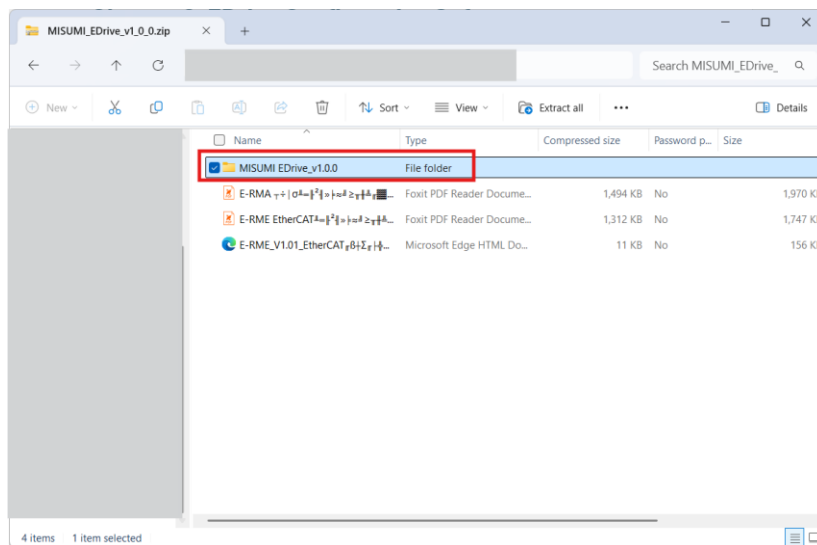 MISUMI_EDrive_v1_0_0.zip
Search MISUMI_EDrive_
New
Sort
View
Extract all
Details
Name Type Compressed size Password p... Size
MISUMI EDrive_v1.0.0 File folder
E-RMA Foxit PDF Reader Docume... 1,494 KB No 1,970 K
E-RME EtherCAT Foxit PDF Reader Docume... 1,312 KB No 1,747 K
E-RME_V1.01_EtherCAT Microsoft Edge HTML Do... 11 KB No 156 K
4 items 1 item selected